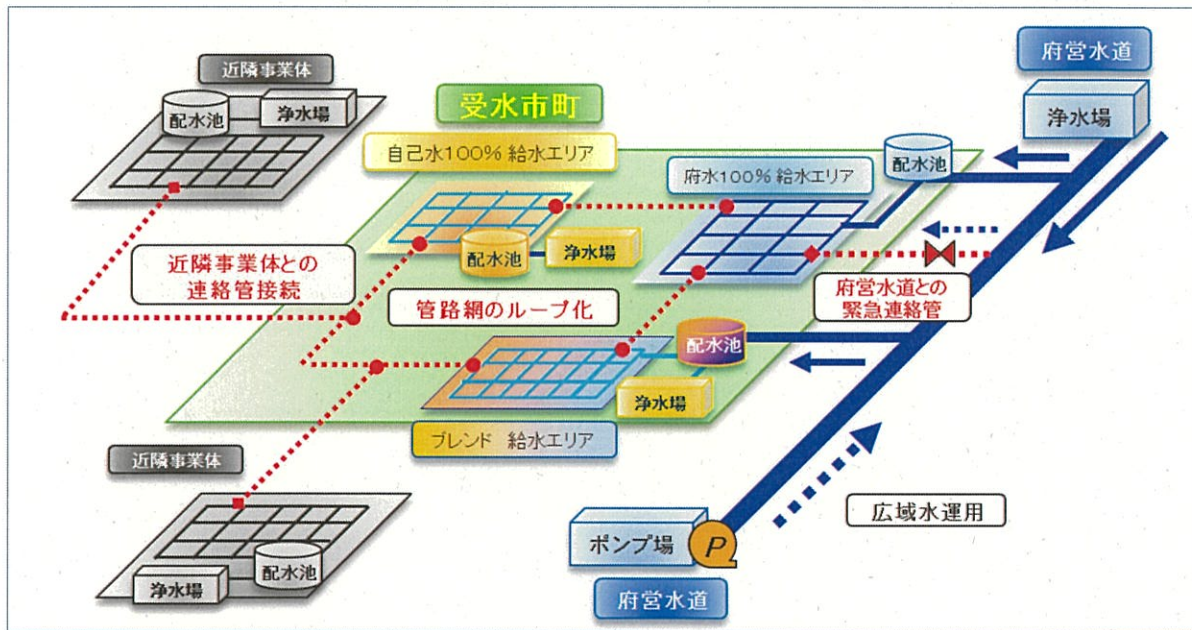 府営水道
浄水場
近隣事業体
配水池
浄水場
受水市町
自己水100% 給水エリア
府水100% 給水エリア
配水池
配水池
浄水場
近隣事業体との
連絡管接続
管路網のループ化
府営水道との
緊急連絡管
配水池
浄水場
ブレンド 給水エリア
近隣事業体
浄水場
配水池
広域水運用
ポンプ場
P
府営水道